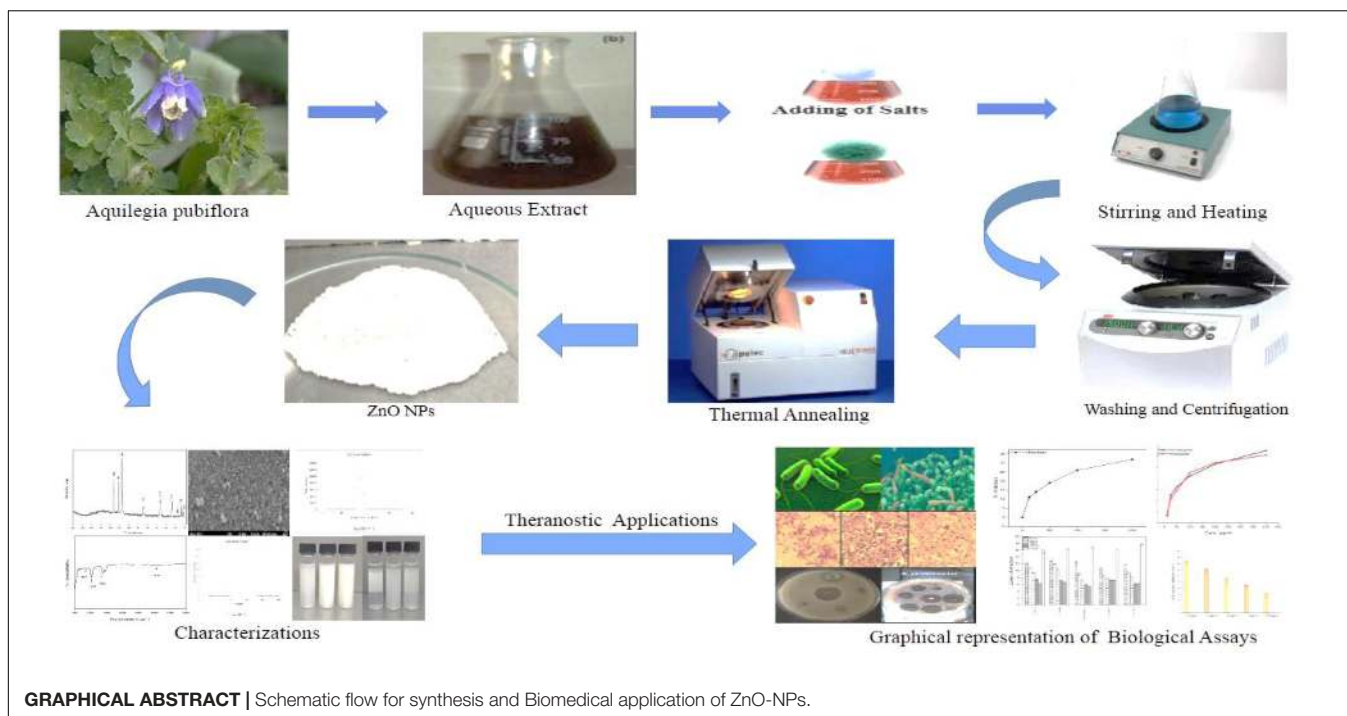 (b)
Adding of Salts
Aquilegia pubiflora
Aqueous Extract
Stirring and Heating
ZnO NPs
Thermal Annealing
Washing and Centrifugation
Theranostic Applications
Characterizations
Graphical representation of Biological Assays
GRAPHICAL ABSTRACT | Schematic flow for synthesis and Biomedical application of ZnO-NPs.